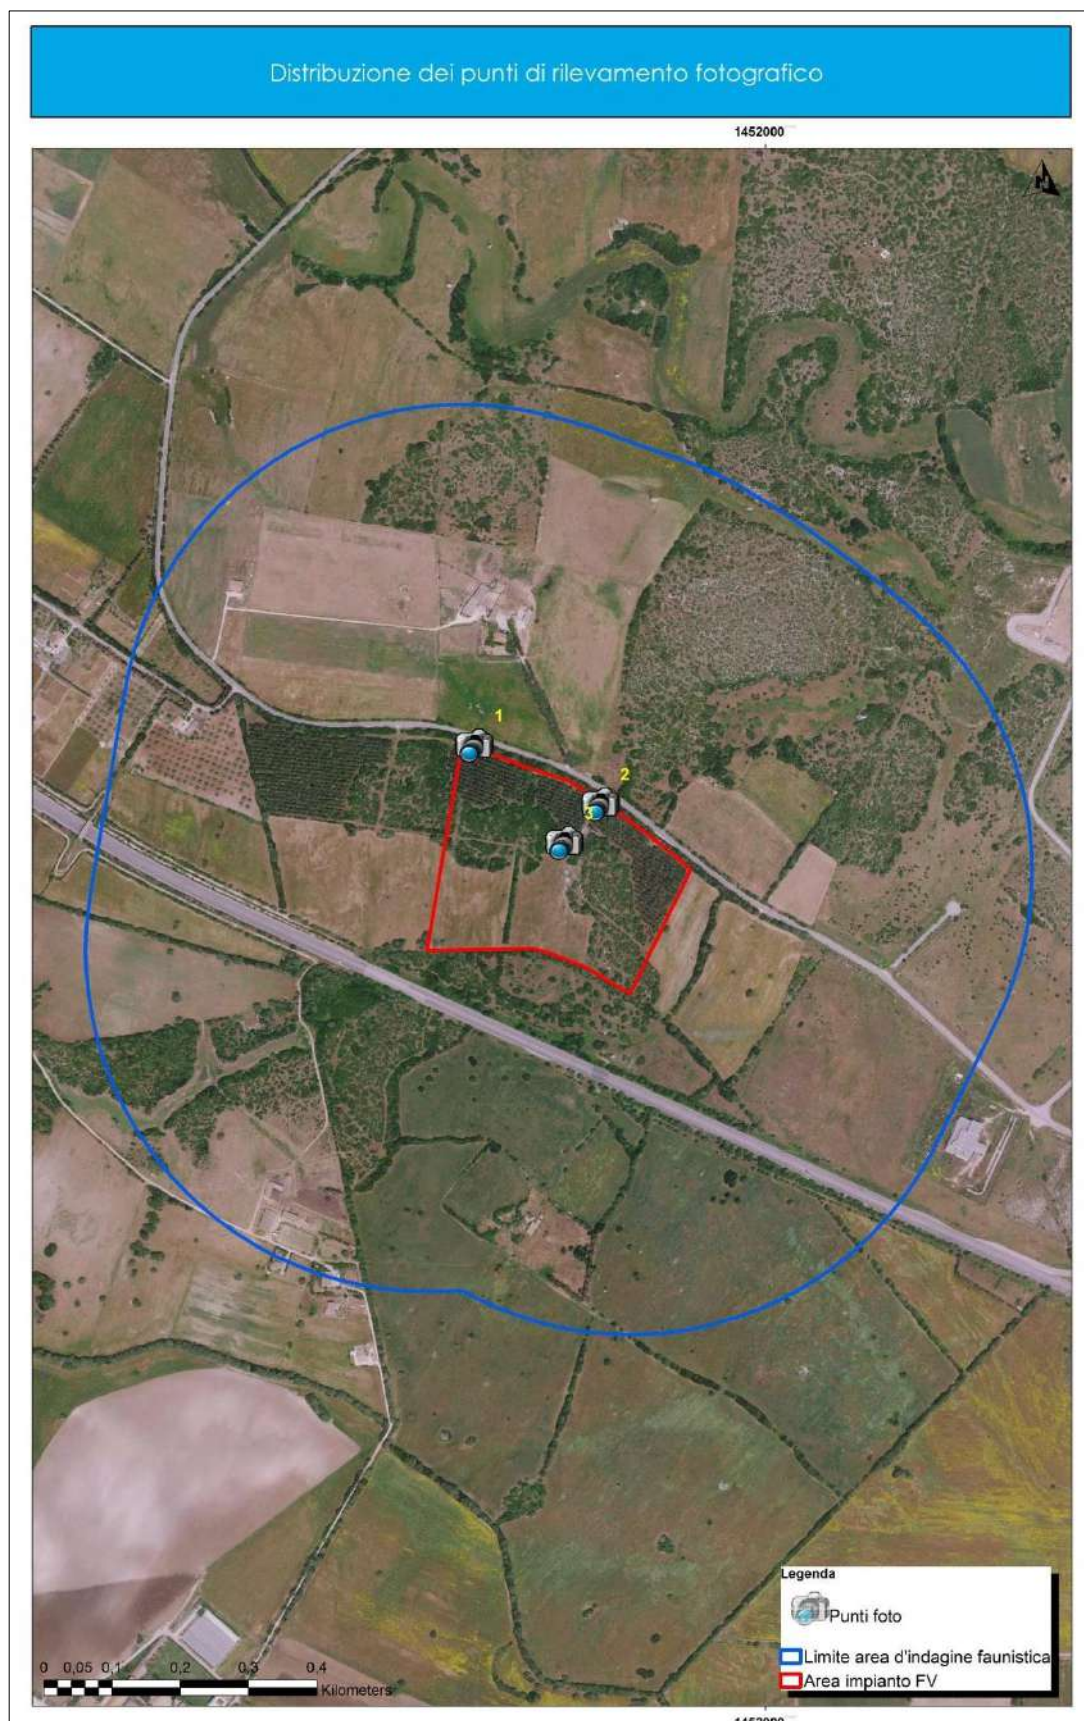 Distribuzione dei punti di rilevamento fotografico
1452000
N
1
2
3
Legenda
Punti foto
Limite area d'indagine faunistica
Area impianto FV
0 0,05 0,1 0,2 0,3 0,4
Kilometers